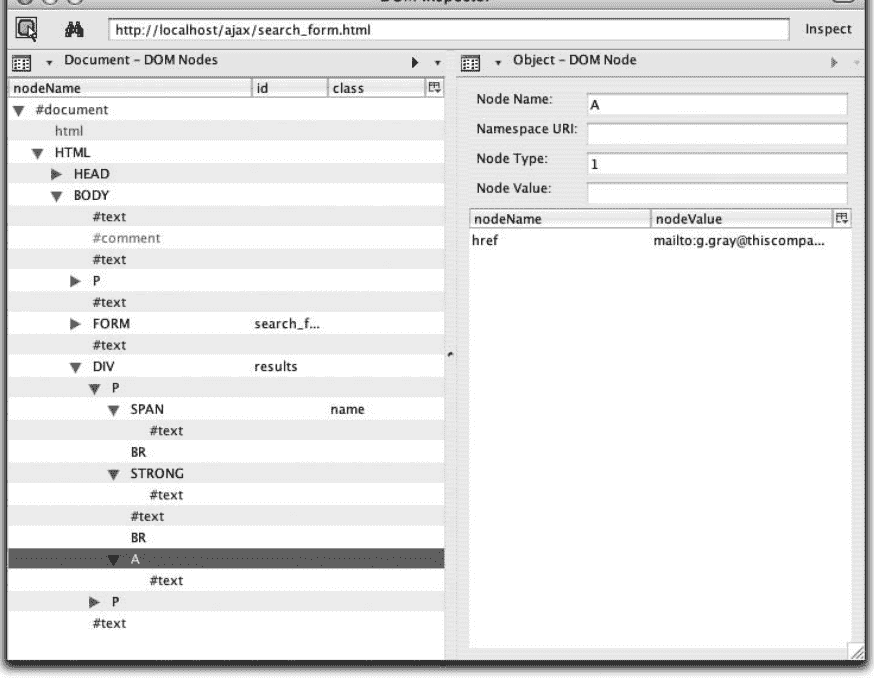 DOM Inspector
http://localhost/ajax/search_form.html
Inspect
Document – DOM Nodes
nodeName id class
#document
html
HTML
HEAD
BODY
#text
#comment
#text
P
#text
FORM search_f...
#text
DIV results
P
SPAN name
#text
BR
STRONG
#text
#text
BR
A
#text
P
#text
Object – DOM Node
Node Name: A
Namespace URI:
Node Type: 1
Node Value:
nodeName nodeValue
href mailto:g.gray@thiscompa...